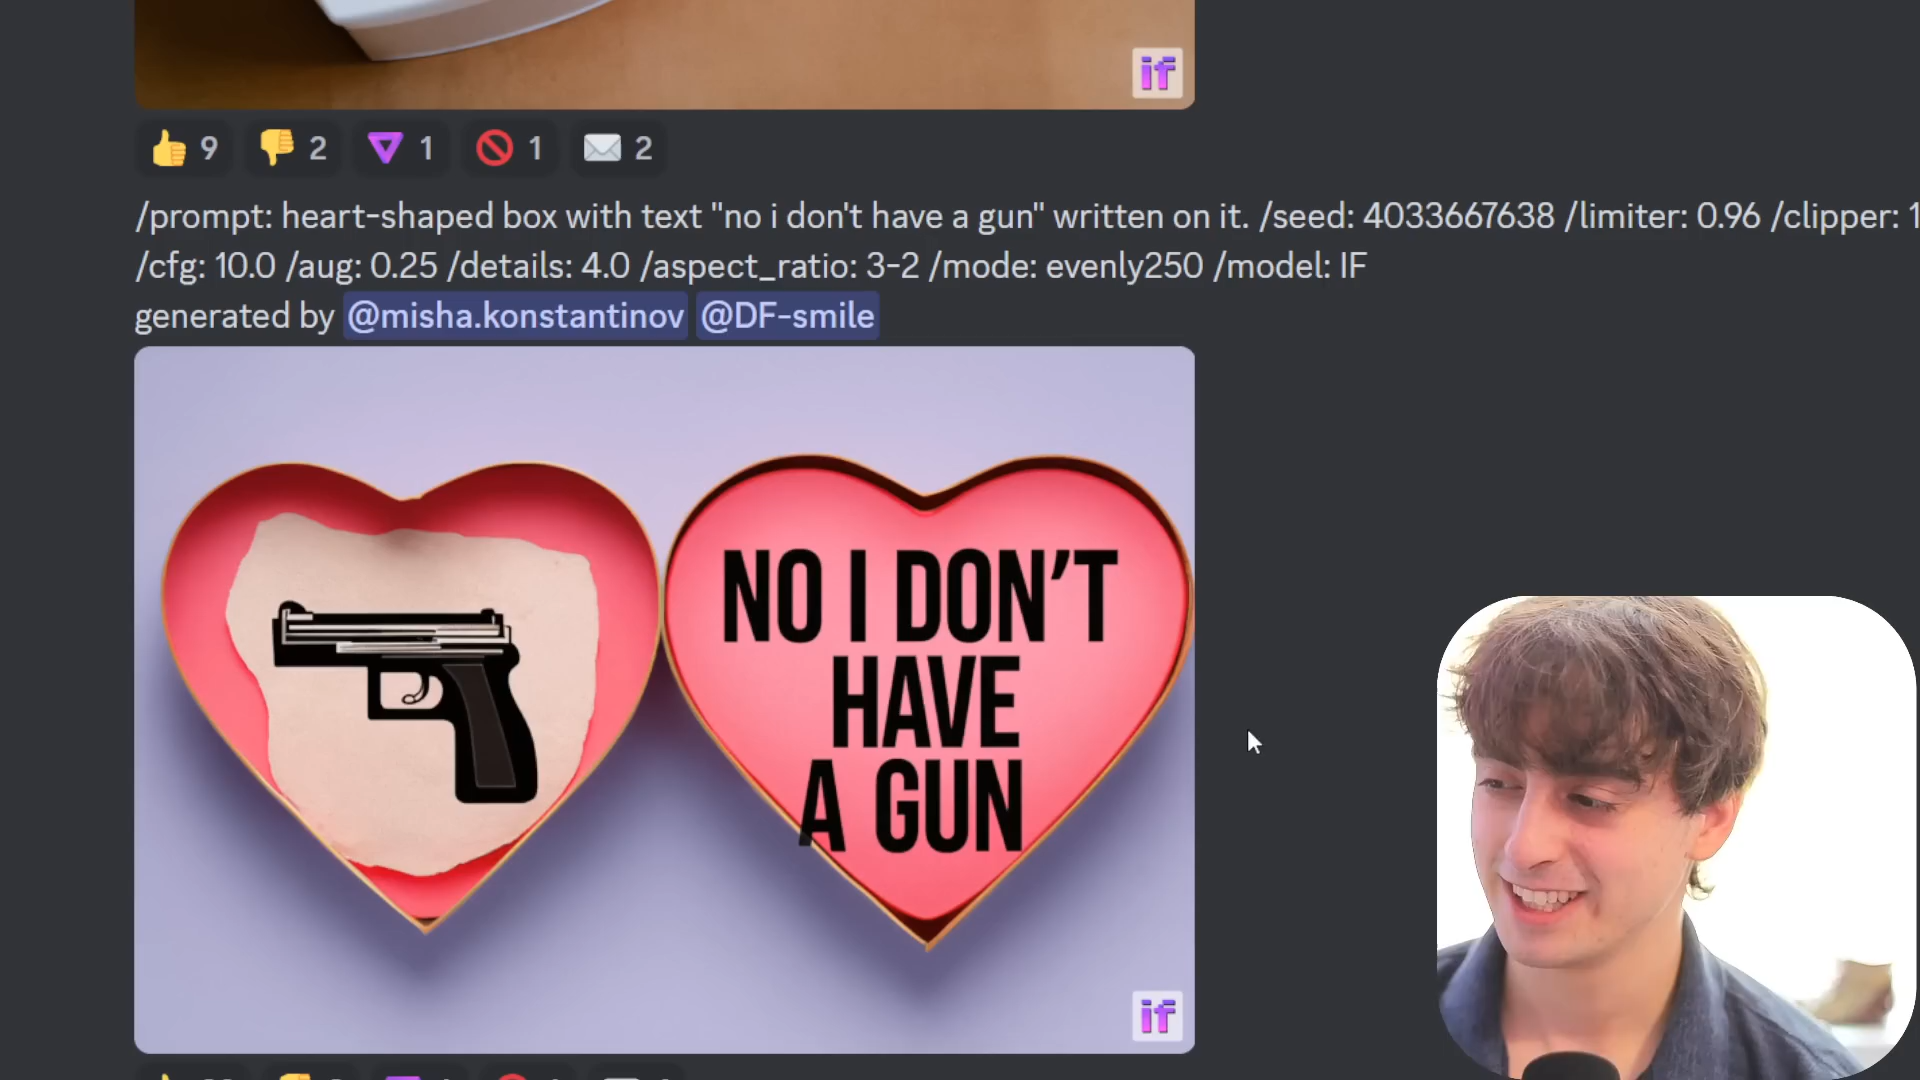 if
9 2 1 1 2
/prompt: heart-shaped box with text "no i don't have a gun" written on it. /seed: 4033667638 /limiter: 0.96 /clipper: 1
/cfg: 10.0 /aug: 0.25 /details: 4.0 /aspect_ratio: 3-2 /mode: evenly250 /model: IF
generated by @misha.konstantinov @DF-smile
NO I DON'T
HAVE
A GUN
if